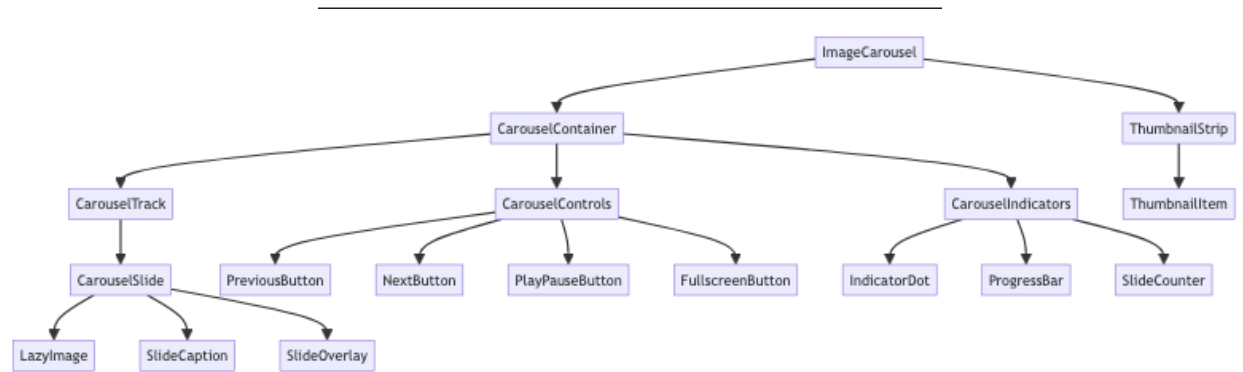 ImageCarousel
CarouselContainer
ThumbnailStrip
CarouselTrack
CarouselControls
CarouselIndicators
ThumbnailItem
CarouselSlide
PreviousButton
NextButton
PlayPauseButton
FullscreenButton
IndicatorDot
ProgressBar
SlideCounter
LazyImage
SlideCaption
SlideOverlay